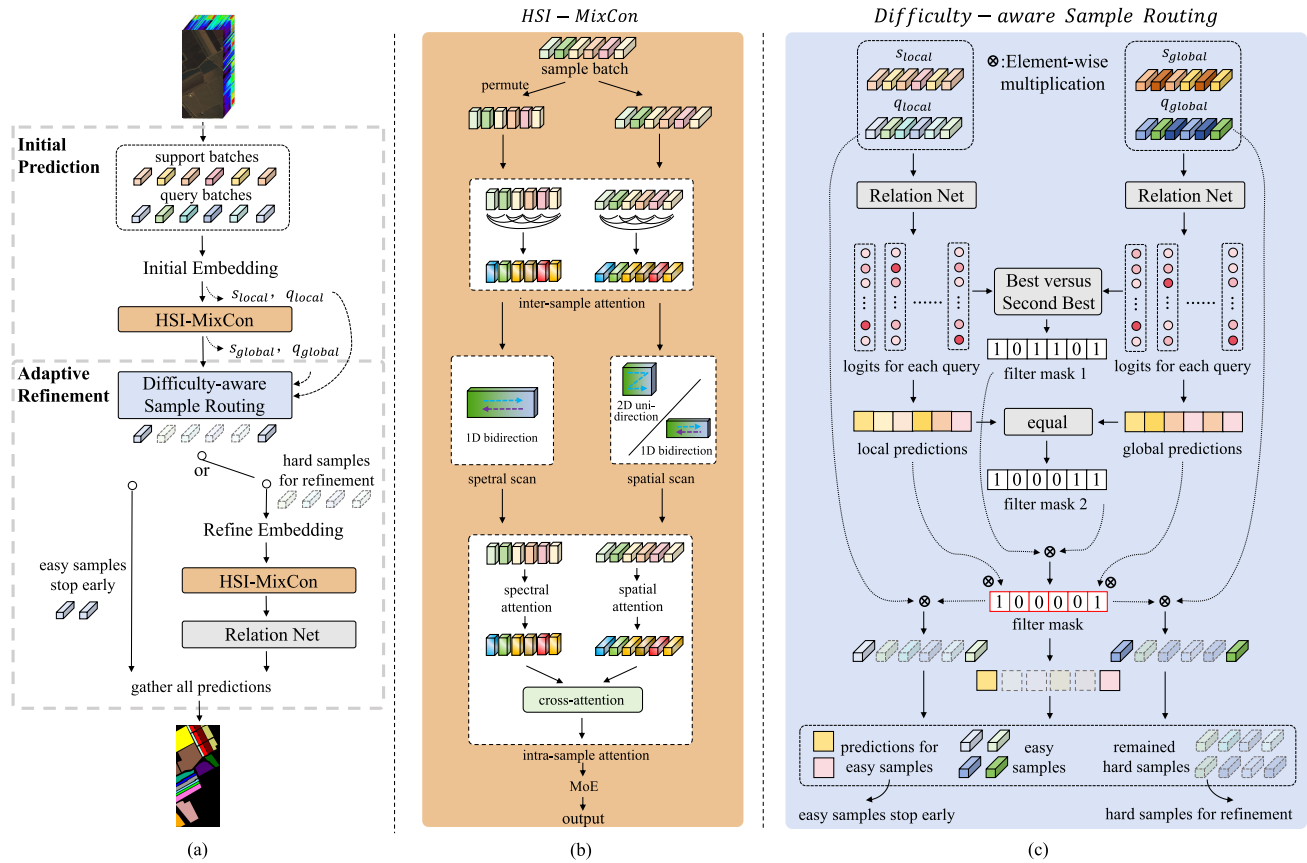 Initial
Prediction
support batches
query batches
Initial Embedding
s_local, q_local
HSI-MixCon
s_global, q_global
Adaptive
Refinement
Difficulty-aware
Sample Routing
or
hard samples
for refinement
Refine Embedding
easy samples
stop early
HSI-MixCon
Relation Net
gather all predictions
(a)
HSI − MixCon
sample batch
permute
inter-sample attention
1D bidirection
2D uni-
direction
1D bidirection
spetral scan
spatial scan
spectral
attention
spatial
attention
cross-attention
intra-sample attention
MoE
output
(b)
Difficulty − aware Sample Routing
s_local
q_local
⊗:Element-wise
multiplication
s_global
q_global
Relation Net
Relation Net
Best versus
Second Best
1 0 1 1 0 1
filter mask 1
logits for each query
logits for each query
equal
local predictions
global predictions
1 0 0 0 1 1
filter mask 2
1 0 0 0 0 1
filter mask
predictions for
easy samples
easy
samples
remained
hard samples
easy samples stop early
hard samples for refinement
(c)